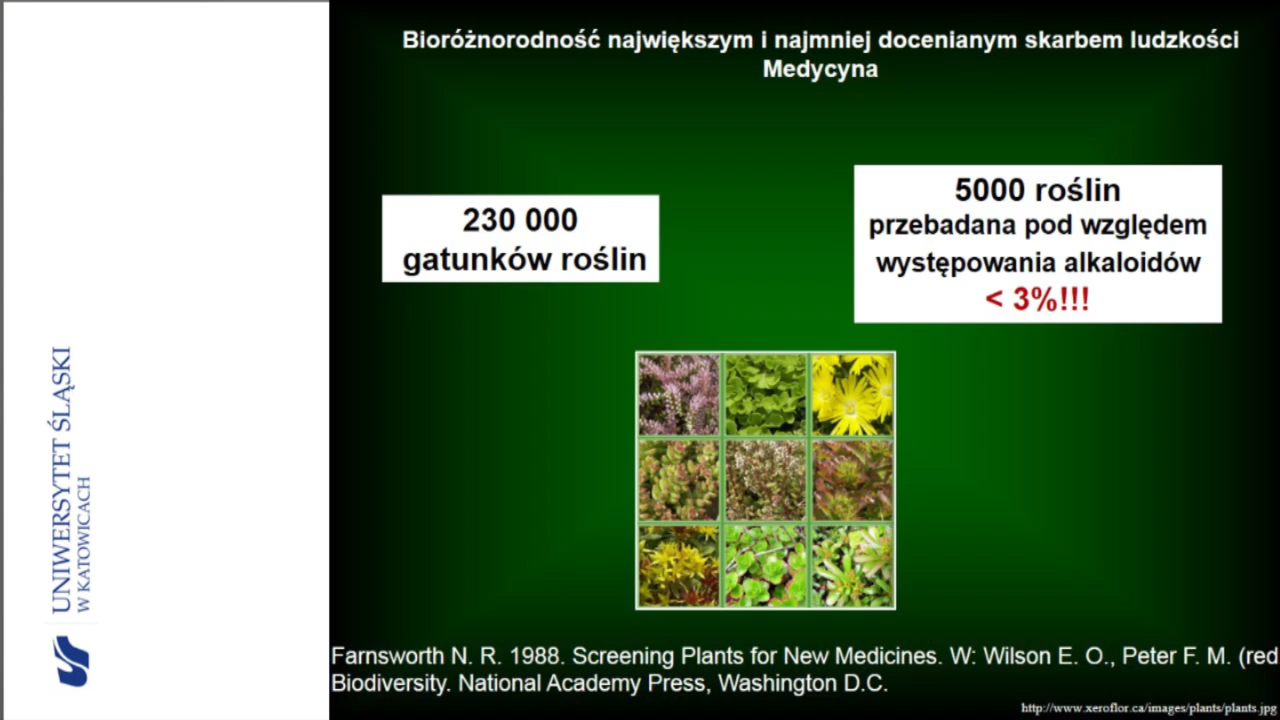 Bioróżnorodność największym i najmniej docenianym skarbem ludzkości
Medycyna
230 000
gatunków roślin
5000 roślin
przebadana pod względem
występowania alkaloidów
< 3%!!!
UNIWERSYTET ŚLĄSKI
W KATOWICACH
Farnsworth N. R. 1988. Screening Plants for New Medicines. W: Wilson E. O., Peter F. M. (red
Biodiversity. National Academy Press, Washington D.C.
http://www.xeroflor.ca/images/plants/plants.jpg